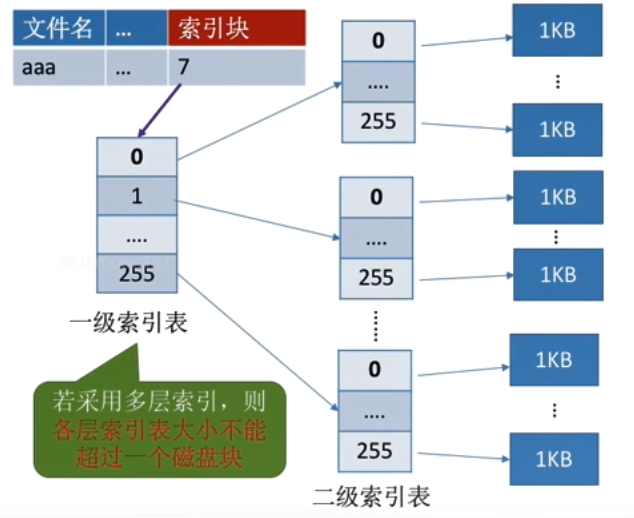 文件名 … 索引块
aaa … 7
0
1
....
255
一级索引表
若采用多层索引，则
各层索引表大小不能
超过一个磁盘块
0
....
255
0
....
255
0
....
255
二级索引表
1KB
1KB
1KB
1KB
1KB
1KB